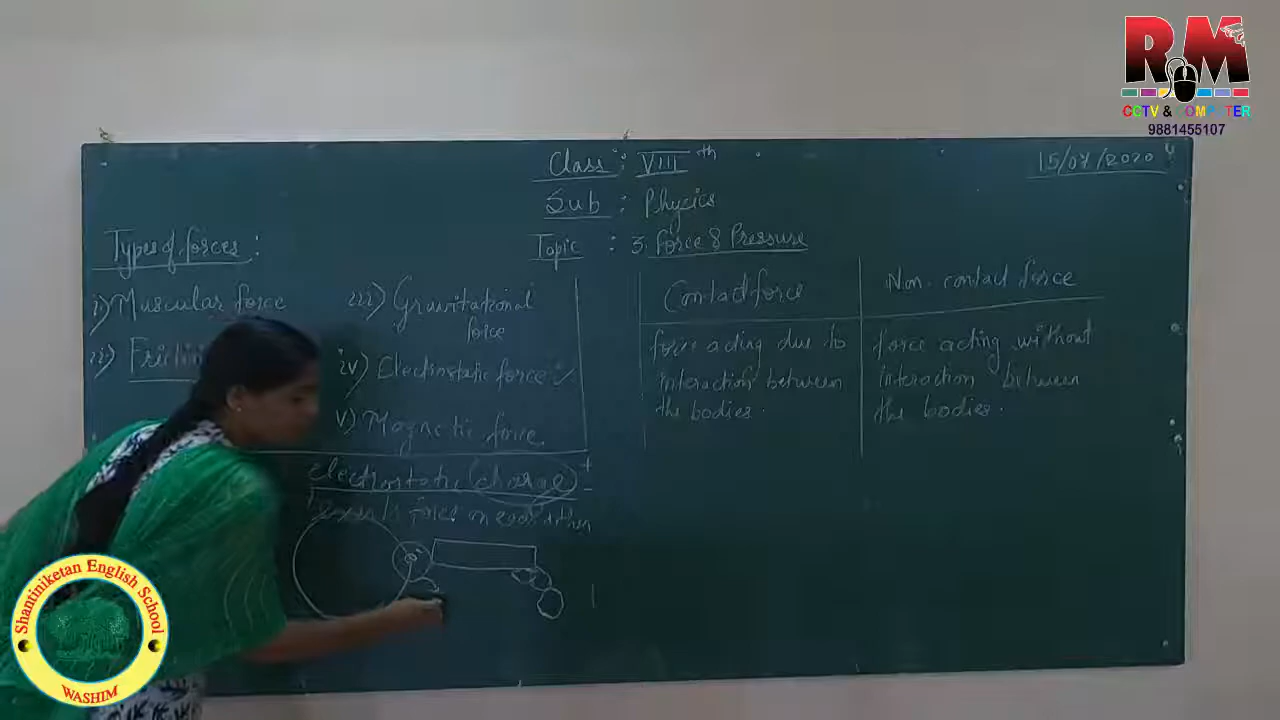 RM
CCTV & COMPUTER
9881455107
Class : VIII th
15/07/2020
Sub : Physics
Topic : 3. Force & Pressure
Types of forces :
i) Muscular force
ii) Friction
iii) Gravitational
force
iv) Electrostatic force
v) Magnetic force
Contact force
Non-contact force
force acting due to
interaction between
the bodies.
force acting without
interaction between
the bodies.
electrostatic (charge) +
-
force on each other
Shantiniketan English School
WASHIM